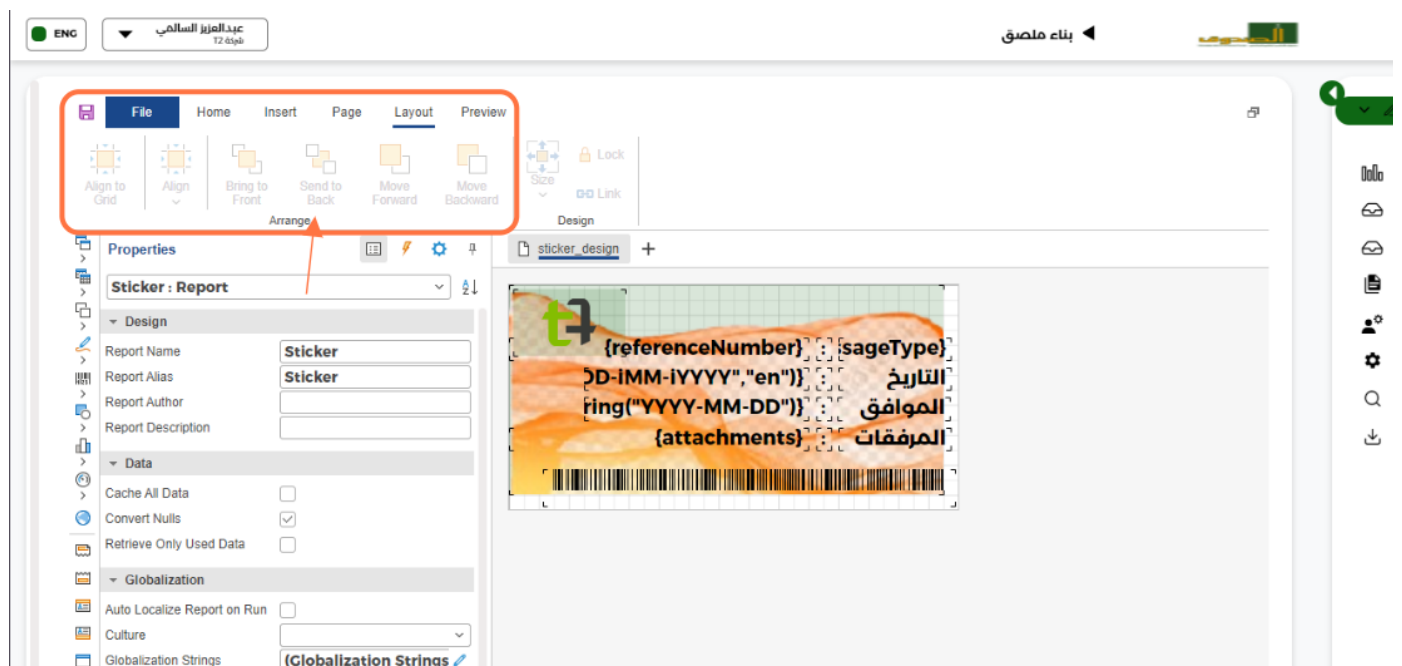 ENG
عبدالعزيز السالمي
شركة T2
بناء ملصق
File Home Insert Page Layout Preview
Align to Grid
Align
Bring to Front
Send to Back
Move Forward
Move Backward
Arrange
Size
Lock
Link
Design
Properties
sticker_design +
Sticker : Report
Design
Report Name Sticker
Report Alias Sticker
Report Author
Report Description
Data
Cache All Data
Convert Nulls
Retrieve Only Used Data
Globalization
Auto Localize Report on Run
Culture
Globalization Strings (Globalization Strings
t2
{referenceNumber} : sageType}
التاريخ : DD-iMM-iYYYY","en")}
الموافق : ring("YYYY-MM-DD")}
المرفقات : {attachments}